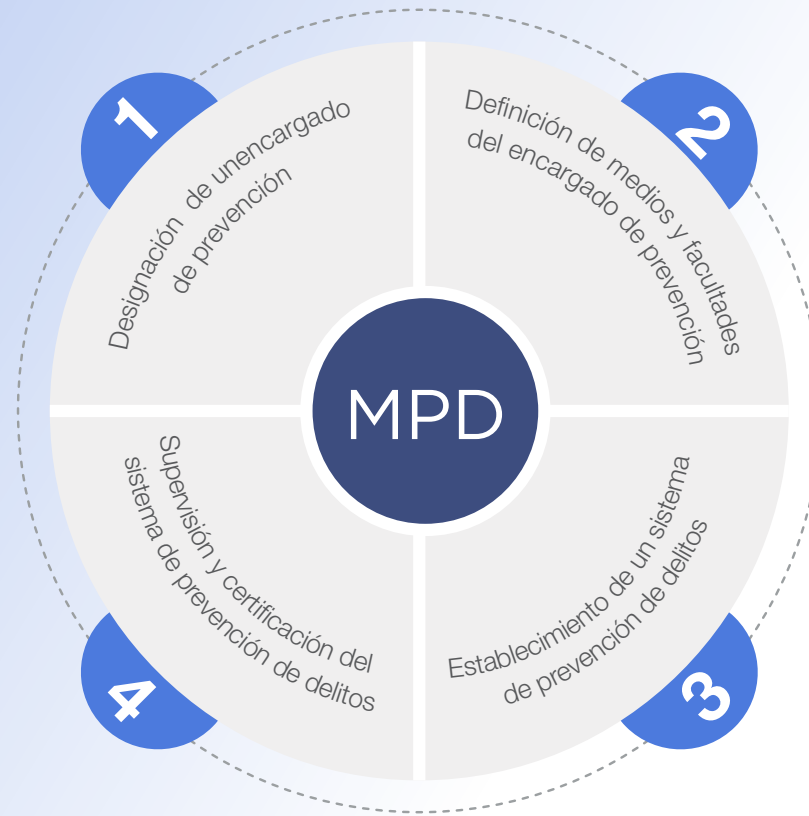 1
Designación de unencargado
de prevención
2
Definición de medios y facultades
del encargado de prevención
MPD
3
Establecimiento de un sistema
de prevención de delitos
4
Supervisión y certificación del
sistema de prevención de delitos